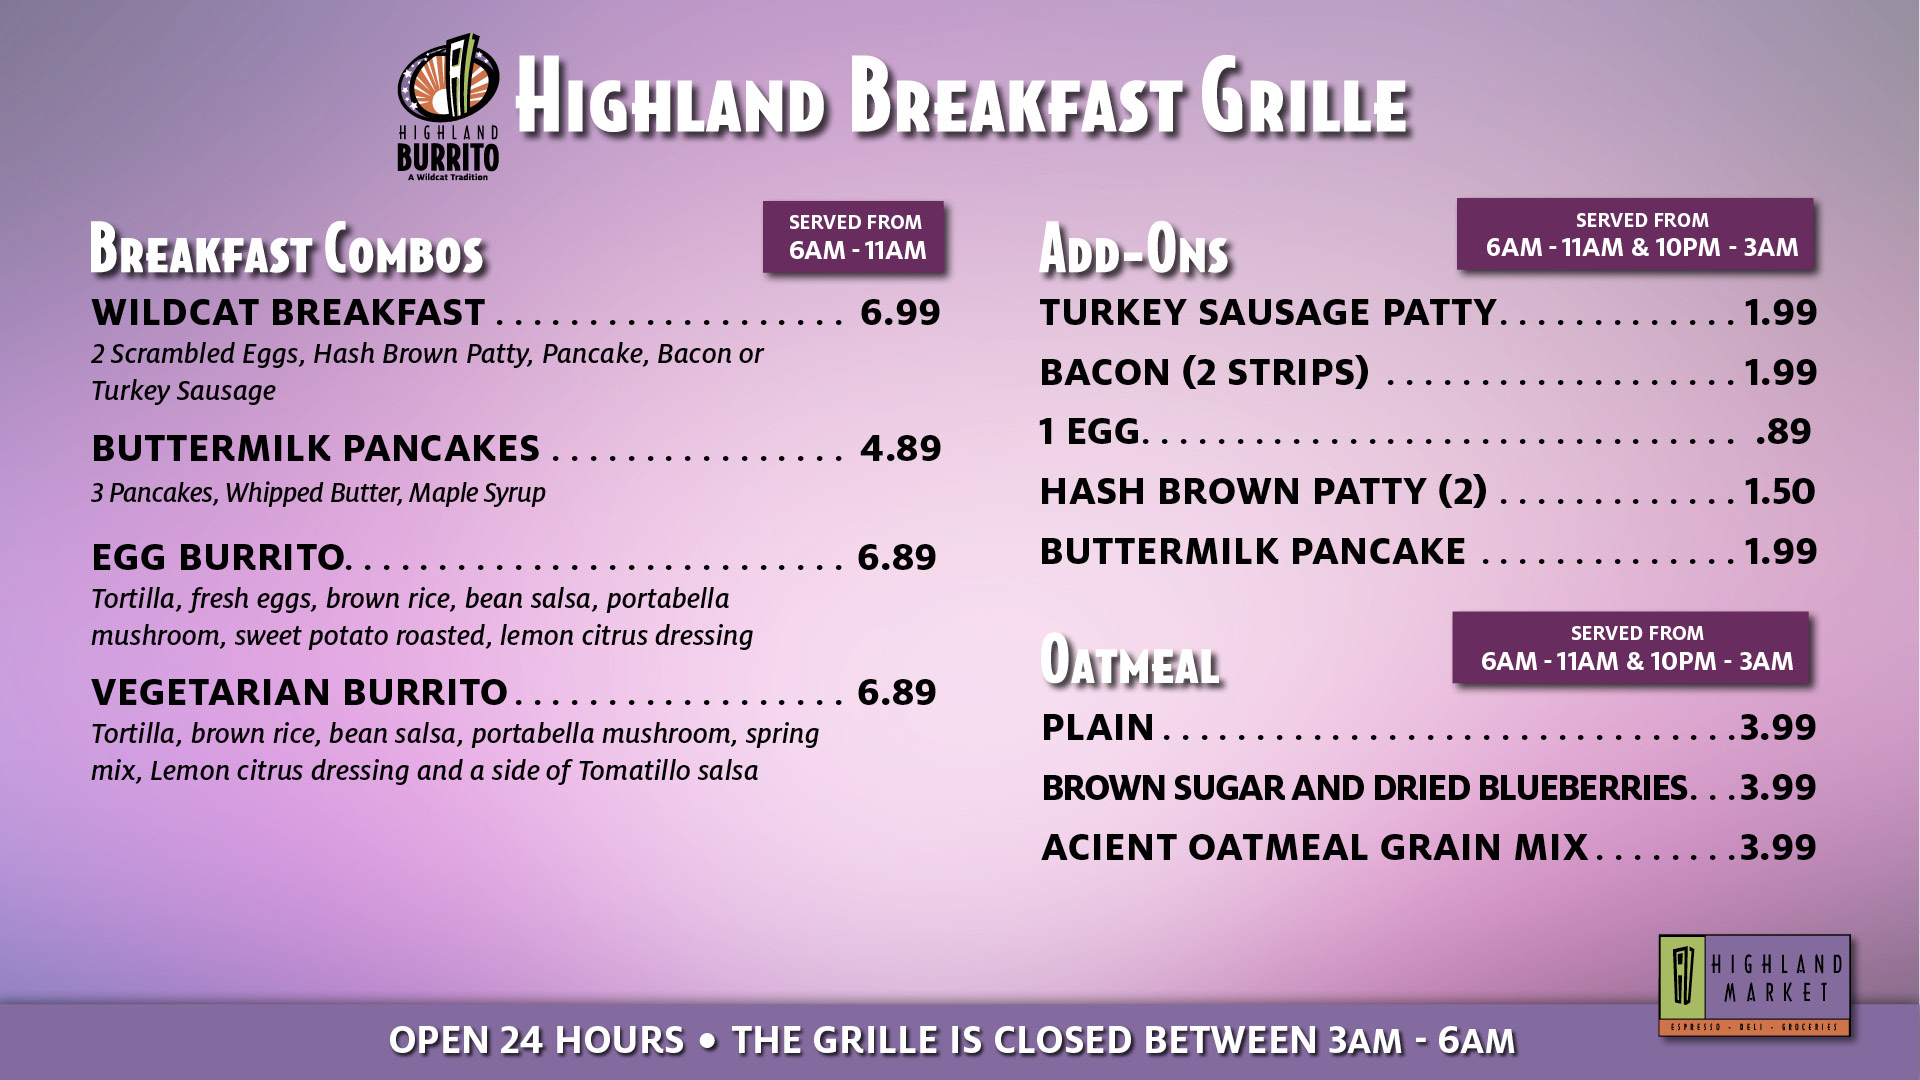 HIGHLAND
BURRITO
A Wildcat Tradition
HIGHLAND BREAKFAST GRILLE
BREAKFAST COMBOS
SERVED FROM
6AM - 11AM
WILDCAT BREAKFAST . . . . . . . . . . . . . . . . . . . 6.99
2 Scrambled Eggs, Hash Brown Patty, Pancake, Bacon or
Turkey Sausage
BUTTERMILK PANCAKES . . . . . . . . . . . . . . . . 4.89
3 Pancakes, Whipped Butter, Maple Syrup
EGG BURRITO. . . . . . . . . . . . . . . . . . . . . . . . . . . 6.89
Tortilla, fresh eggs, brown rice, bean salsa, portabella
mushroom, sweet potato roasted, lemon citrus dressing
VEGETARIAN BURRITO . . . . . . . . . . . . . . . . . . 6.89
Tortilla, brown rice, bean salsa, portabella mushroom, spring
mix, Lemon citrus dressing and a side of Tomatillo salsa
ADD-ONS
SERVED FROM
6AM - 11AM & 10PM - 3AM
TURKEY SAUSAGE PATTY. . . . . . . . . . . . . 1.99
BACON (2 STRIPS) . . . . . . . . . . . . . . . . . . . 1.99
1 EGG. . . . . . . . . . . . . . . . . . . . . . . . . . . . . . . . .89
HASH BROWN PATTY (2) . . . . . . . . . . . . . 1.50
BUTTERMILK PANCAKE . . . . . . . . . . . . . . 1.99
OATMEAL
SERVED FROM
6AM - 11AM & 10PM - 3AM
PLAIN . . . . . . . . . . . . . . . . . . . . . . . . . . . . . . . 3.99
BROWN SUGAR AND DRIED BLUEBERRIES. . . 3.99
ACIENT OATMEAL GRAIN MIX . . . . . . . . 3.99
HIGHLAND
MARKET
ESPRESSO - DELI - GROCERIES
OPEN 24 HOURS • THE GRILLE IS CLOSED BETWEEN 3AM - 6AM